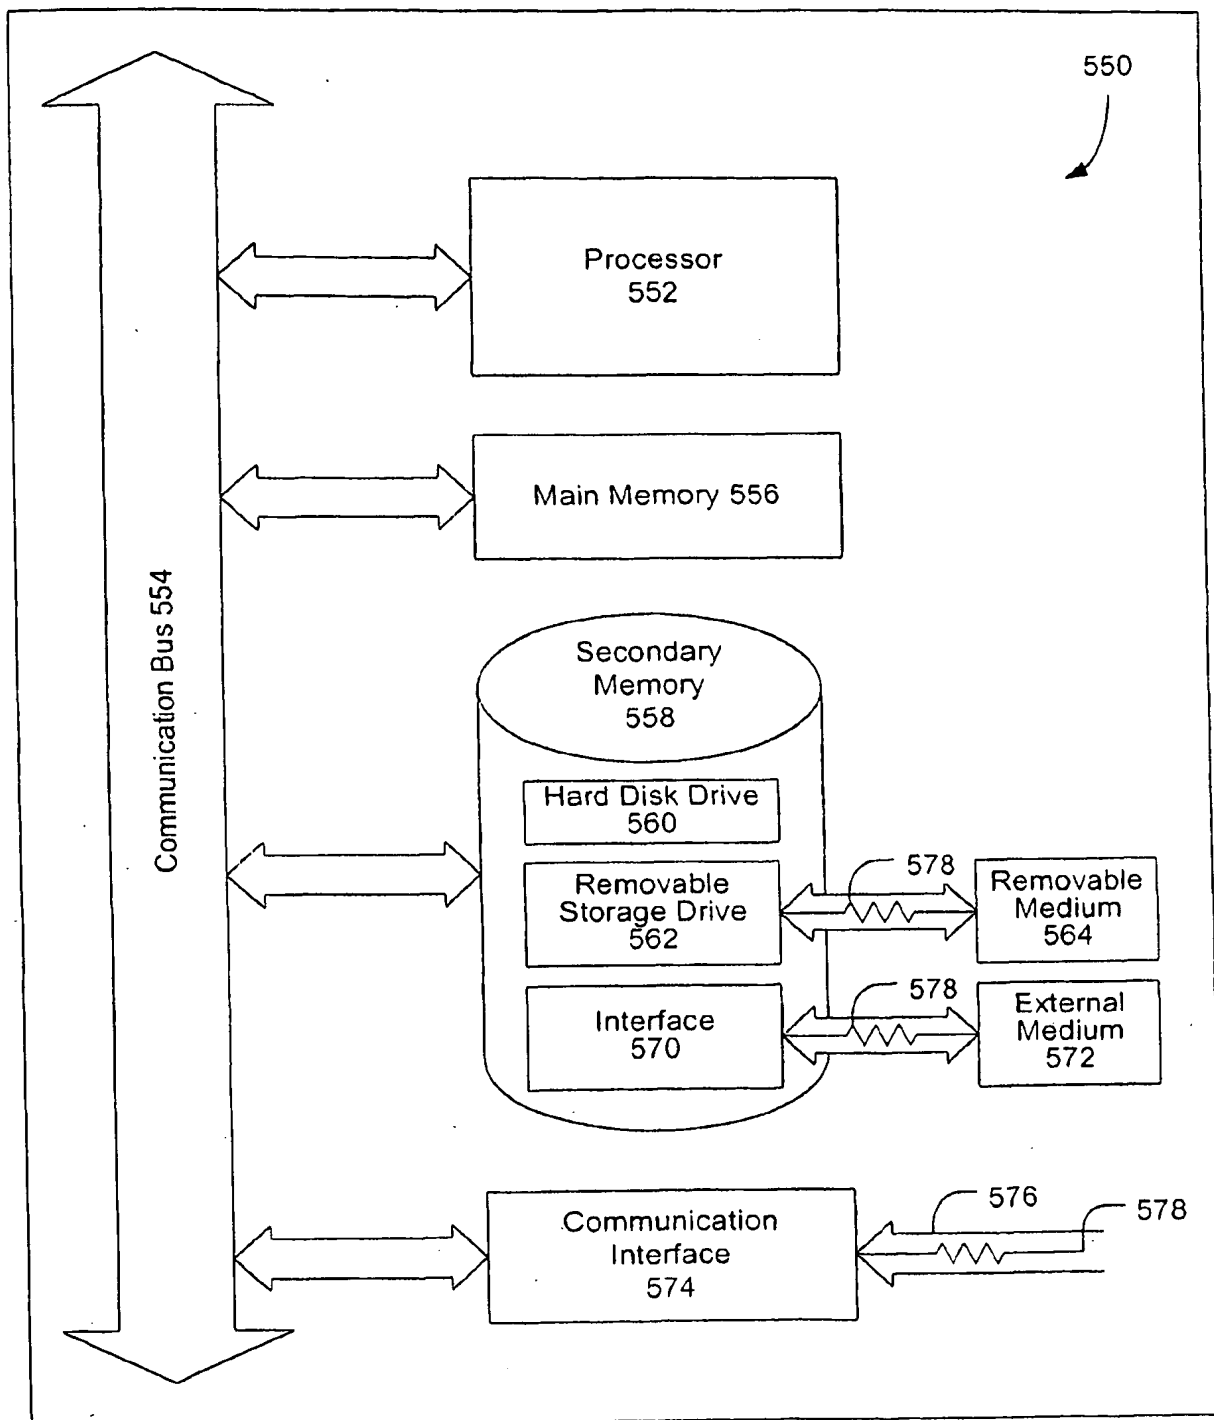 550
Processor
552
Main Memory 556
Communication Bus 554
Secondary
Memory
558
Hard Disk Drive
560
Removable
Storage Drive
562
578
Removable
Medium
564
Interface
570
578
External
Medium
572
Communication
Interface
574
576
578